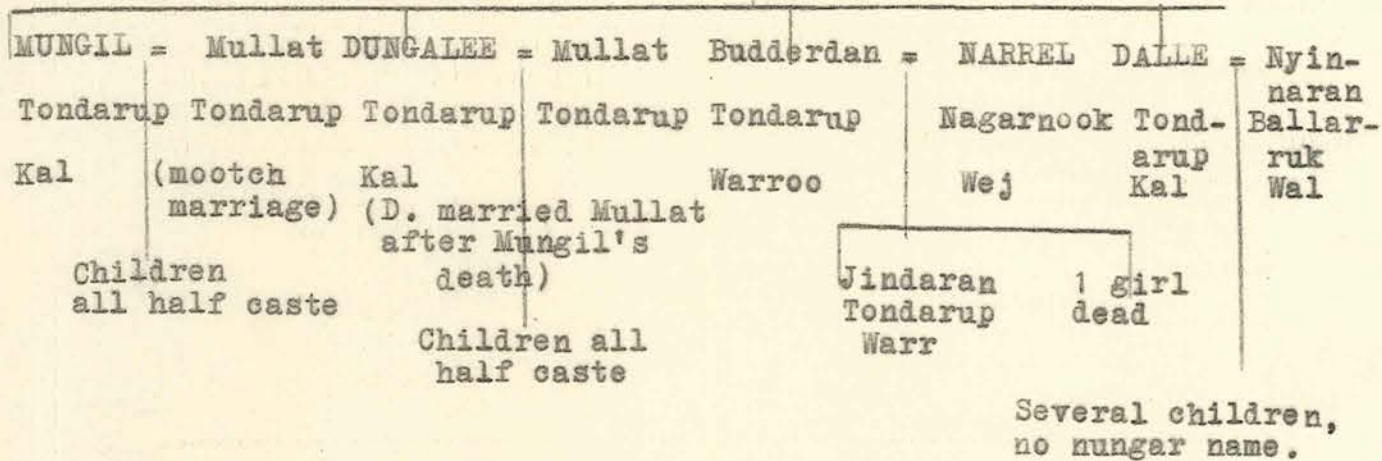 MUNGIL = Mullat DUNGALEE = Mullat Budderdan = NARREL DALLE = Nyin-
naran
Tondarup Tondarup Tondarup Tondarup Tondarup Nagarnook Tond- Ballar-
arup ruk
Kal (mootch Kal Warroo Wej Kal Wal
marriage) (D. married Mullat
after Mungil's
Children death) Jindaran 1 girl
all half caste Tondarup dead
Children all Warr
half caste
Several children,
no nungar name.